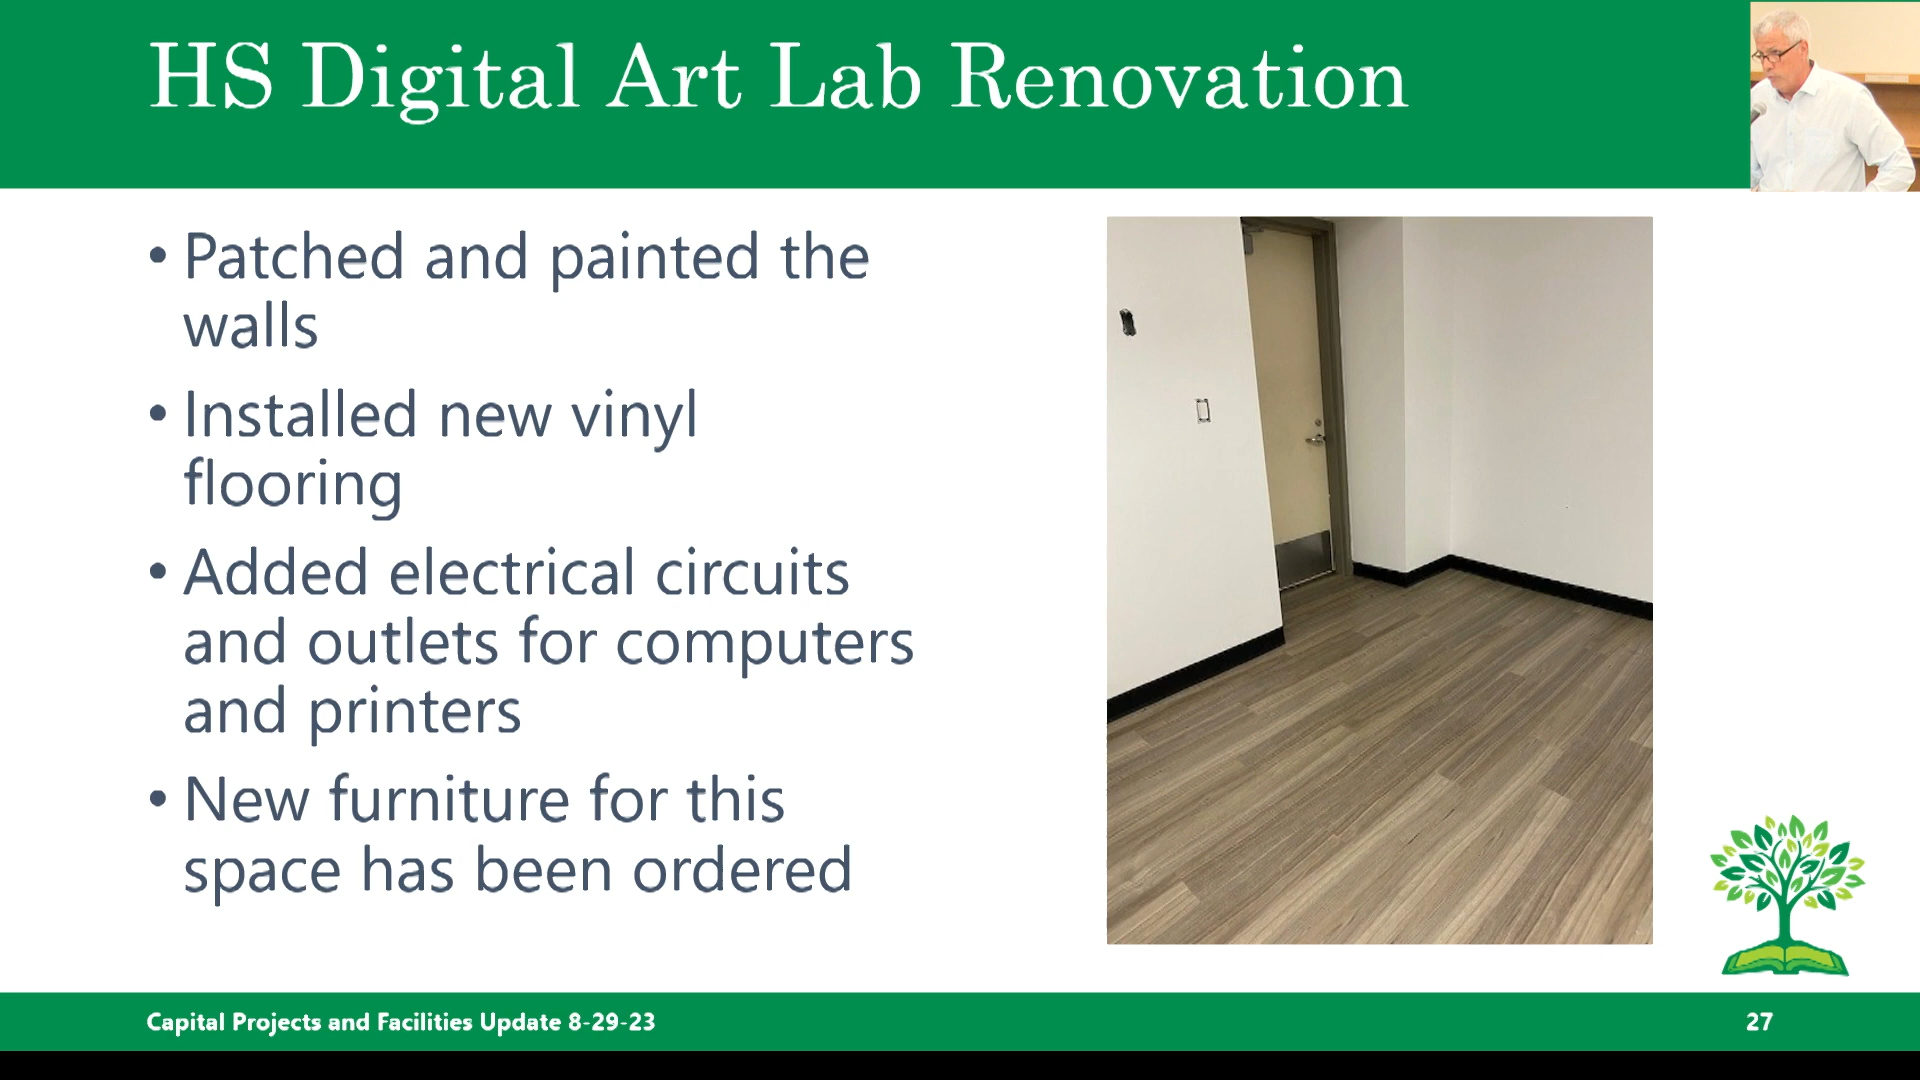 HS Digital Art Lab Renovation
• Patched and painted the
walls
• Installed new vinyl
flooring
• Added electrical circuits
and outlets for computers
and printers
• New furniture for this
space has been ordered
Capital Projects and Facilities Update 8-29-23
27